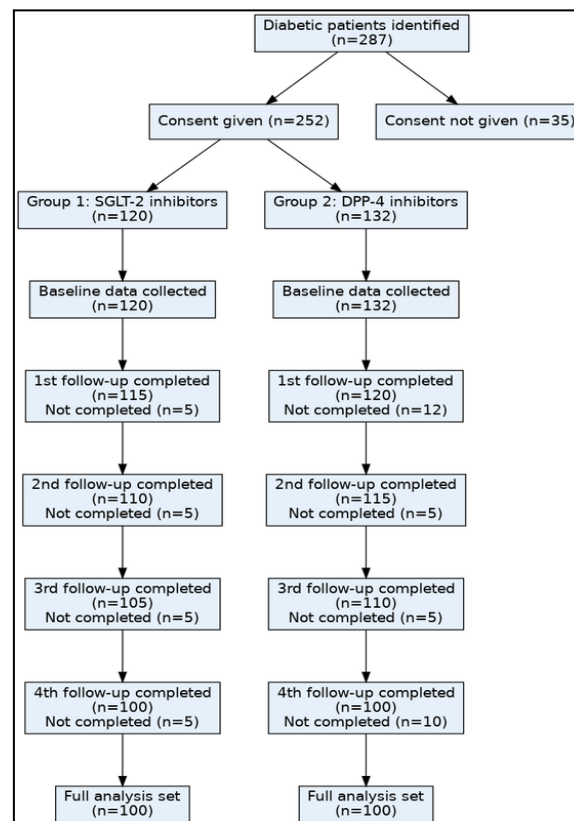 Diabetic patients identified
(n=287)
Consent given (n=252)
Consent not given (n=35)
Group 1: SGLT-2 inhibitors
(n=120)
Group 2: DPP-4 inhibitors
(n=132)
Baseline data collected
(n=120)
Baseline data collected
(n=132)
1st follow-up completed
(n=115)
Not completed (n=5)
1st follow-up completed
(n=120)
Not completed (n=12)
2nd follow-up completed
(n=110)
Not completed (n=5)
2nd follow-up completed
(n=115)
Not completed (n=5)
3rd follow-up completed
(n=105)
Not completed (n=5)
3rd follow-up completed
(n=110)
Not completed (n=5)
4th follow-up completed
(n=100)
Not completed (n=5)
4th follow-up completed
(n=100)
Not completed (n=10)
Full analysis set
(n=100)
Full analysis set
(n=100)